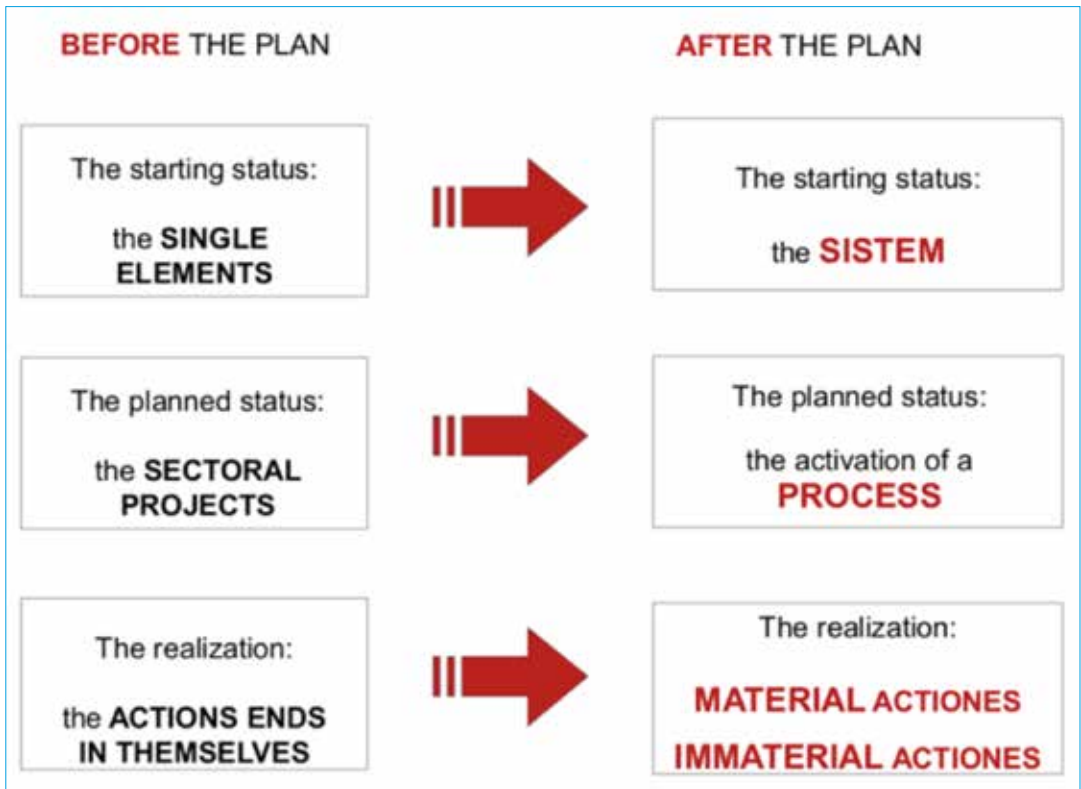 BEFORE THE PLAN
AFTER THE PLAN
The starting status:
the SINGLE
ELEMENTS
The starting status:
the SISTEM
The planned status:
the SECTORAL
PROJECTS
The planned status:
the activation of a
PROCESS
The realization:
the ACTIONS ENDS
IN THEMSELVES
The realization:
MATERIAL ACTIONES
IMMATERIAL ACTIONES